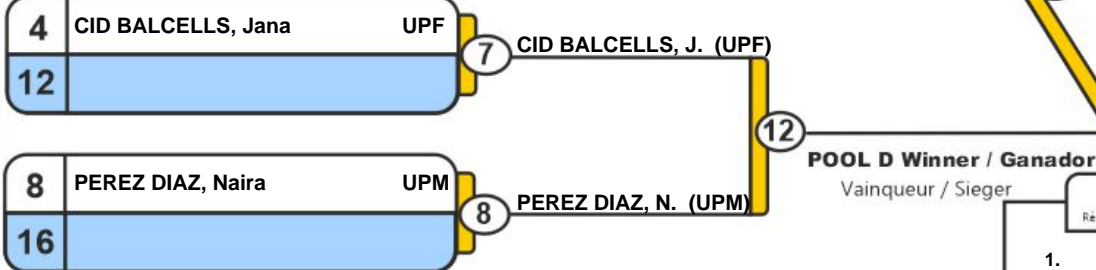 4 CID BALCELLS, Jana UPF
12
7
CID BALCELLS, J. (UPF)
12
POOL D Winner / Ganador
Vainqueur / Sieger
8 PEREZ DIAZ, Naira UPM
16
8
PEREZ DIAZ, N. (UPM)
1.